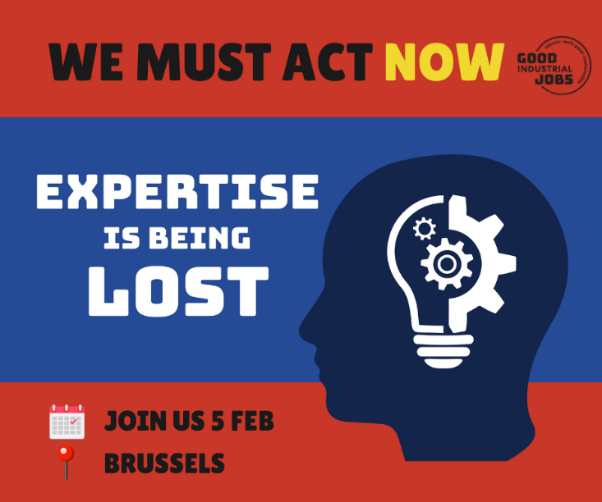 WE MUST ACT NOW
GOOD
INDUSTRIAL
JOBS
EXPERTISE
IS BEING
LOST
JOIN US 5 FEB
BRUSSELS